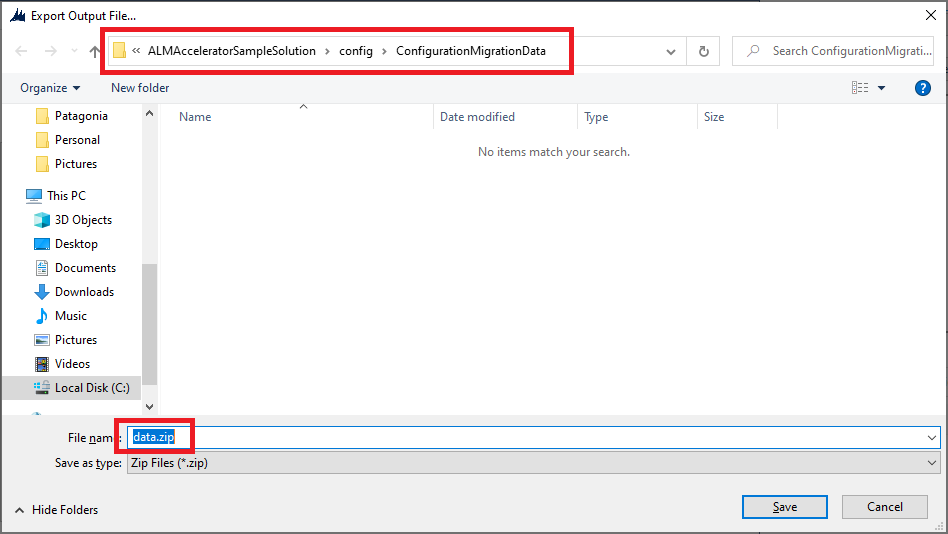 Export Output File...
« ALMAcceleratorSampleSolution > config > ConfigurationMigrationData
Search ConfigurationMigrati...
Organize
New folder
?
Name
Date modified
Type
Size
No items match your search.
Patagonia
Personal
Pictures
This PC
3D Objects
Desktop
Documents
Downloads
Music
Pictures
Videos
Local Disk (C:)
File name: data.zip
Save as type: Zip Files (*.zip)
Hide Folders
Save
Cancel